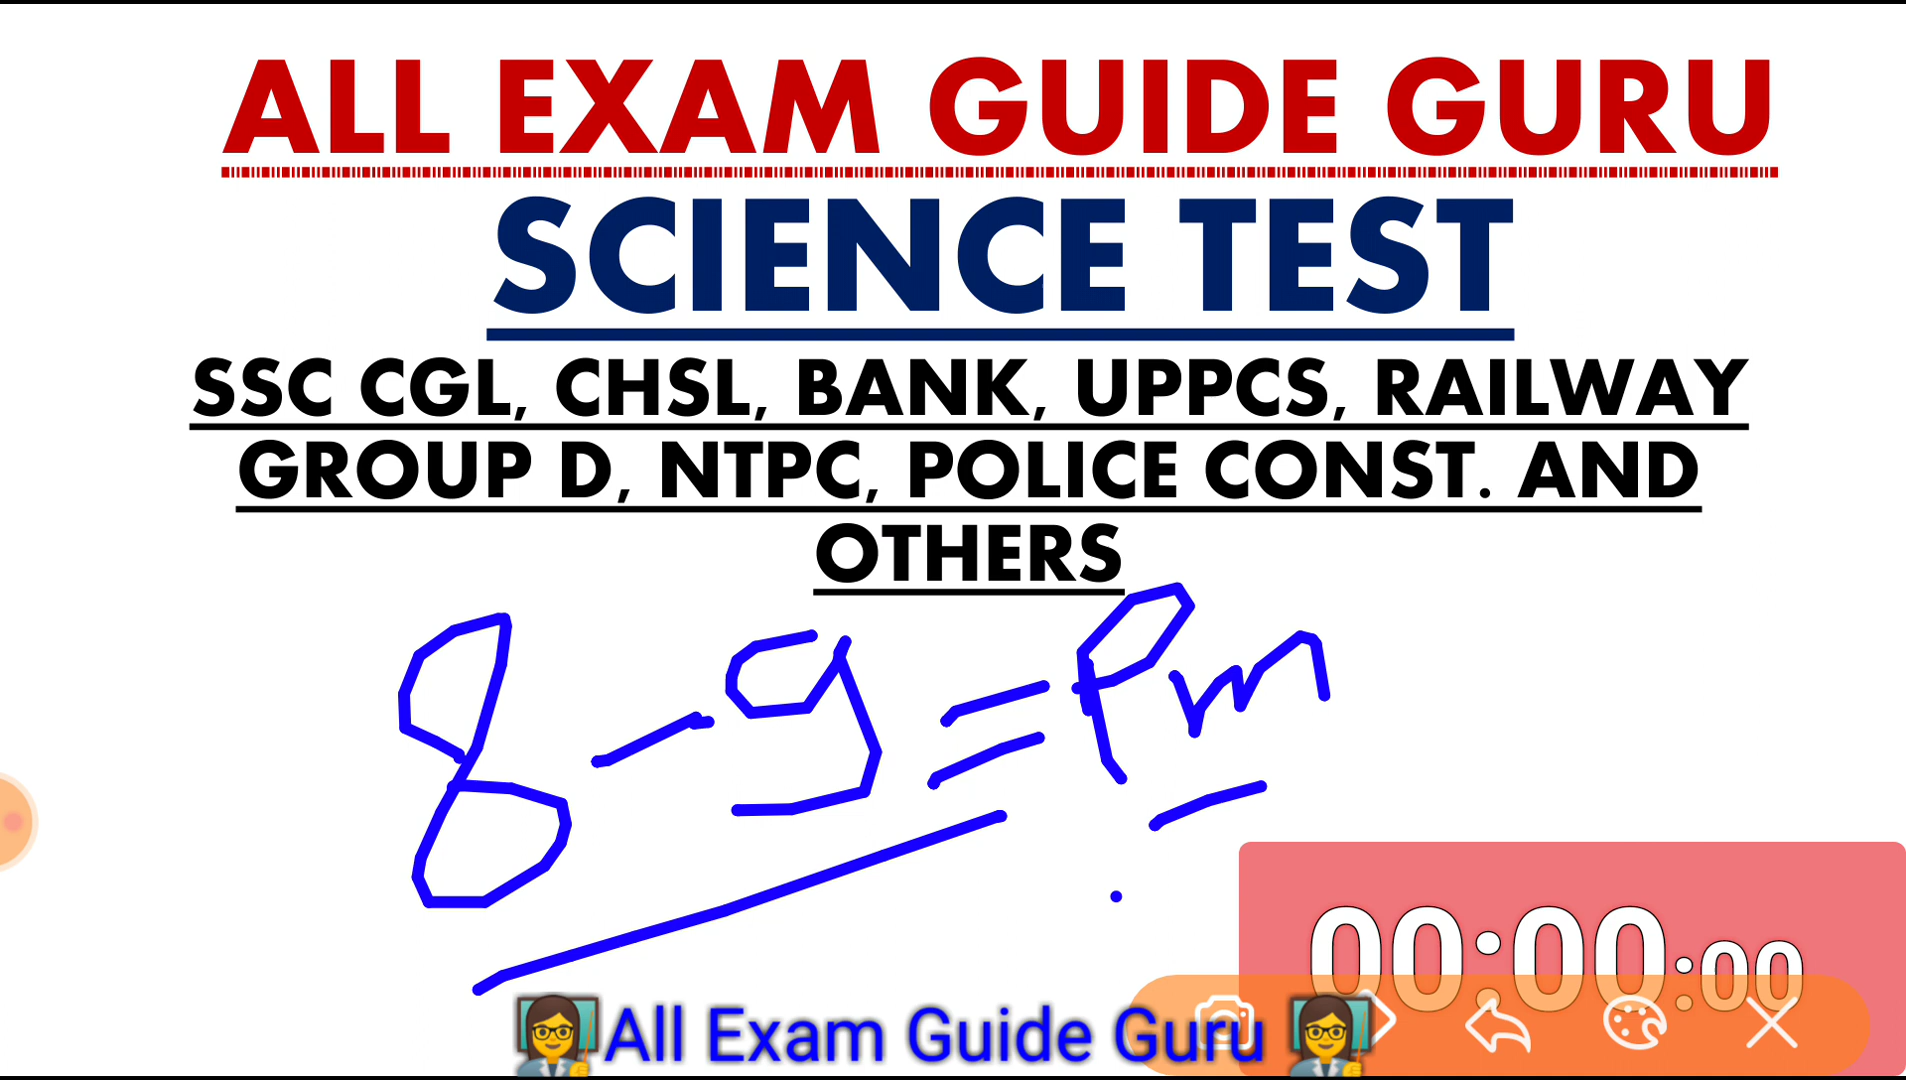 ALL EXAM GUIDE GURU
SCIENCE TEST
SSC CGL, CHSL, BANK, UPPCS, RAILWAY
GROUP D, NTPC, POLICE CONST. AND
OTHERS
8-9=Pm
00:00:00
All Exam Guide Guru